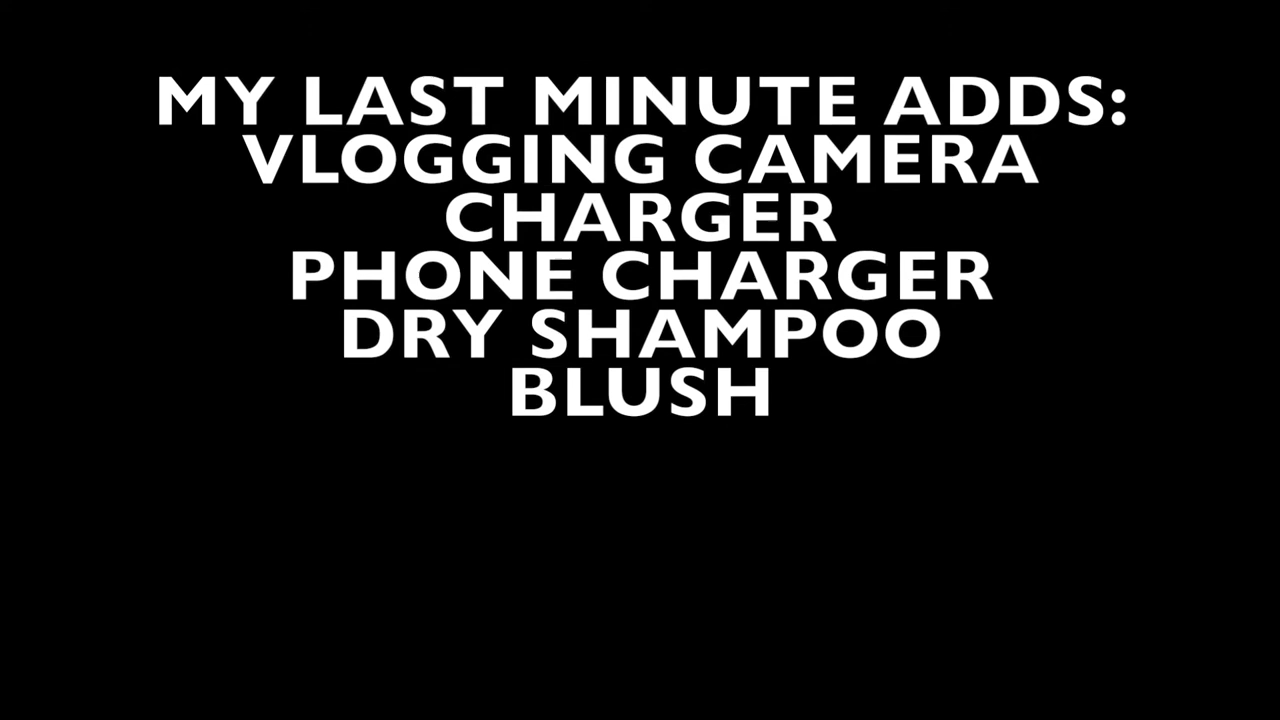 MY LAST MINUTE ADDS:
VLOGGING CAMERA
CHARGER
PHONE CHARGER
DRY SHAMPOO
BLUSH